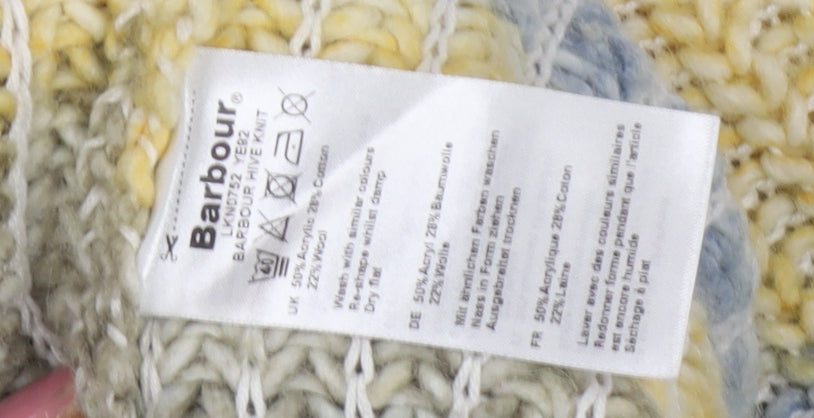 Barbour®
LKN0752 YE92
BARBOUR HIVE KNIT
40
UK 50% Acrylic 28% Cotton
22% Wool
Wash with similar colours
Re-shape whilst damp
Dry flat
DE 50% Acryl 28% Baumwolle
22% Wolle
Mit ähnlichen Farben waschen
Nass in Form ziehen
Ausgebreitet trocknen
FR 50% Acrylique 28% Coton
22% Laine
Laver avec des couleurs similaires
Redonner forme pendant que l'article
est encore humide
Séchage à plat